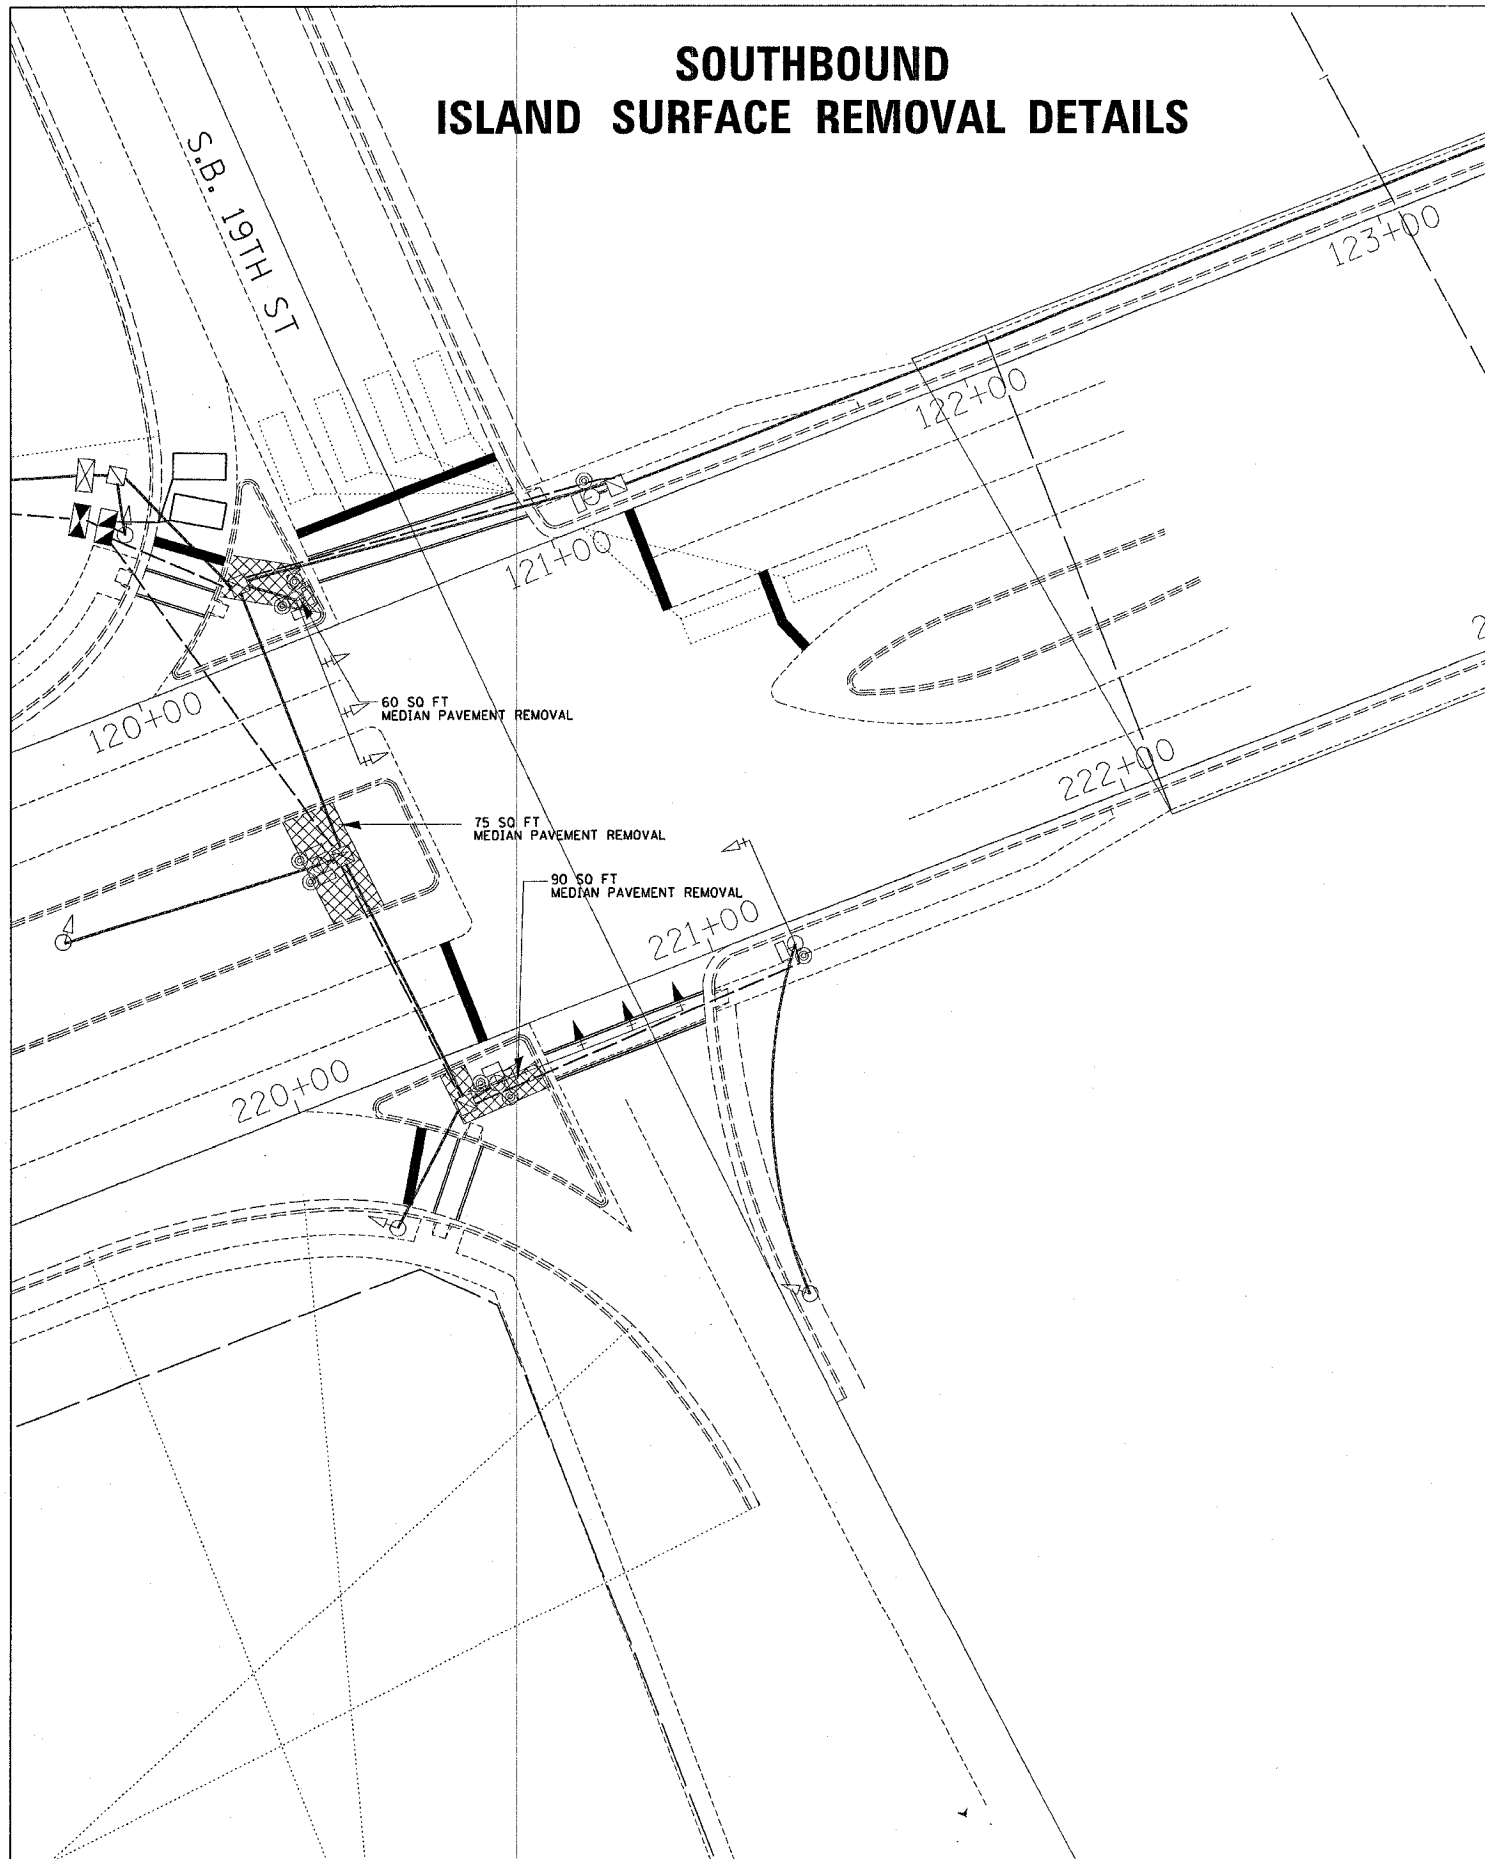 SOUTHBOUND
ISLAND SURFACE REMOVAL DETAILS
S.B. 19TH ST
123+00
122+00
121+00
120+00
60 SQ FT
MEDIAN PAVEMENT REMOVAL
222+00
75 SQ FT
MEDIAN PAVEMENT REMOVAL
90 SQ FT
MEDIAN PAVEMENT REMOVAL
221+00
220+00
2